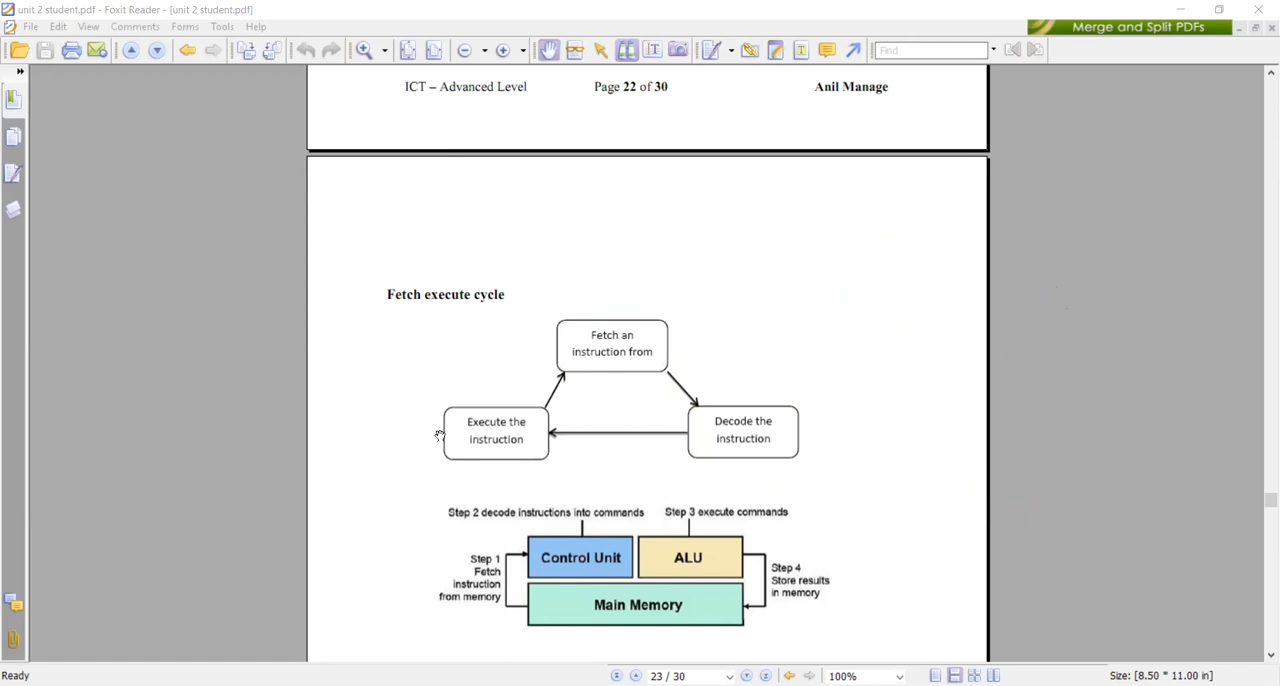 unit 2 student.pdf - Foxit Reader - [unit 2 student.pdf]
File Edit View Comments Forms Tools Help
Merge and Split PDFs
Find
ICT – Advanced Level Page 22 of 30 Anil Manage
Fetch execute cycle
Fetch an
instruction from
Execute the
instruction
Decode the
instruction
Step 2 decode instructions into commands
Step 3 execute commands
Step 1
Fetch
instruction
from memory
Control Unit
ALU
Step 4
Store results
in memory
Main Memory
Ready
23 / 30
100%
Size: [8.50 * 11.00 in]